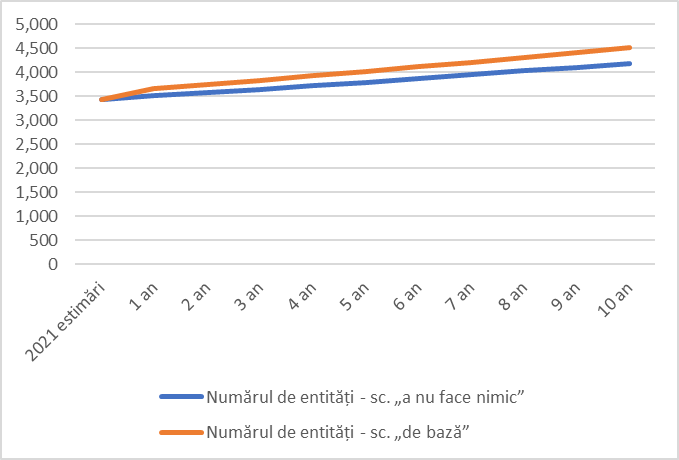 5,000
4,500
4,000
3,500
3,000
2,500
2,000
1,500
1,000
500
0
2021 estimări
1 an
2 an
3 an
4 an
5 an
6 an
7 an
8 an
9 an
10 an
Numărul de entități - sc. „a nu face nimic”
Numărul de entități - sc. „de bază”